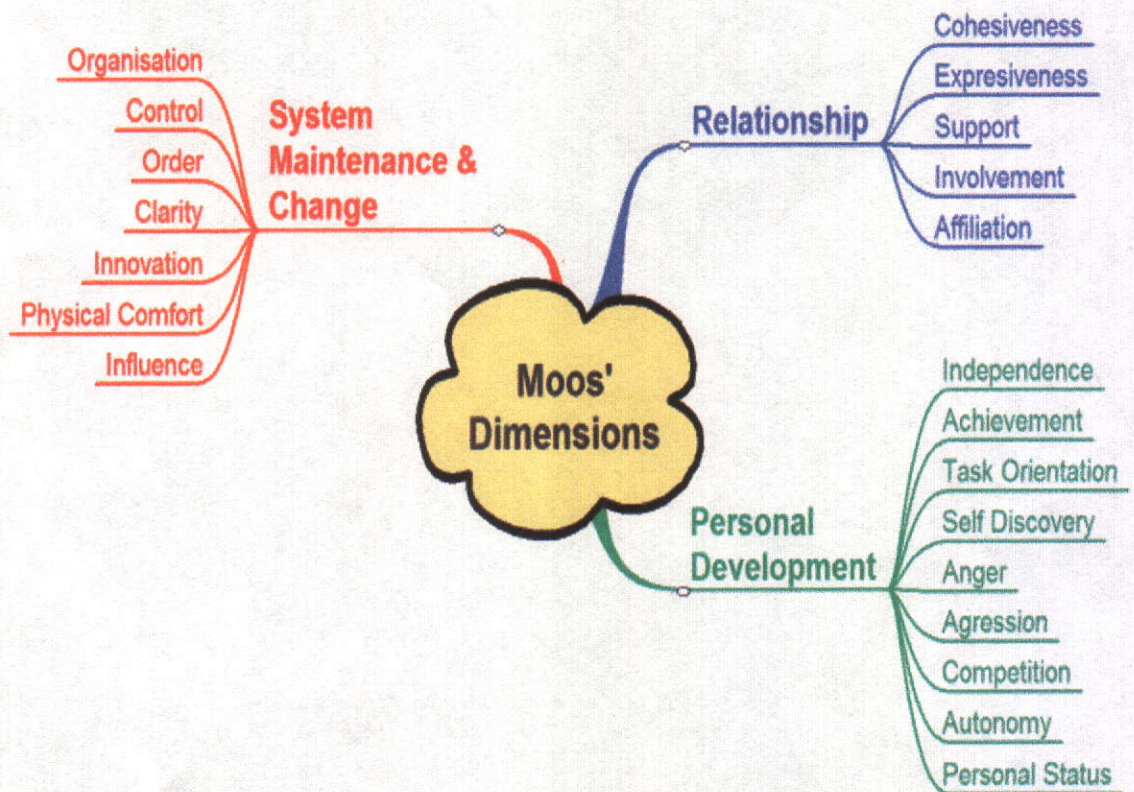 Moos'
Dimensions
System
Maintenance &
Change
Organisation
Control
Order
Clarity
Innovation
Physical Comfort
Influence
Relationship
Cohesiveness
Expresiveness
Support
Involvement
Affiliation
Personal
Development
Independence
Achievement
Task Orientation
Self Discovery
Anger
Agression
Competition
Autonomy
Personal Status